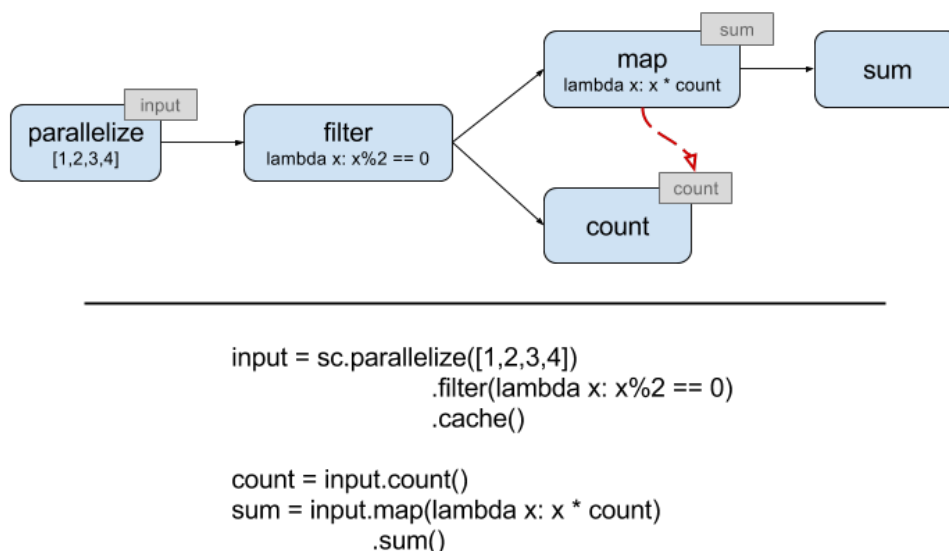 sum
map
lambda x: x * count
sum
input
parallelize
[1,2,3,4]
filter
lambda x: x%2 == 0
count
count
input = sc.parallelize([1,2,3,4])
.filter(lambda x: x%2 == 0)
.cache()
count = input.count()
sum = input.map(lambda x: x * count)
.sum()